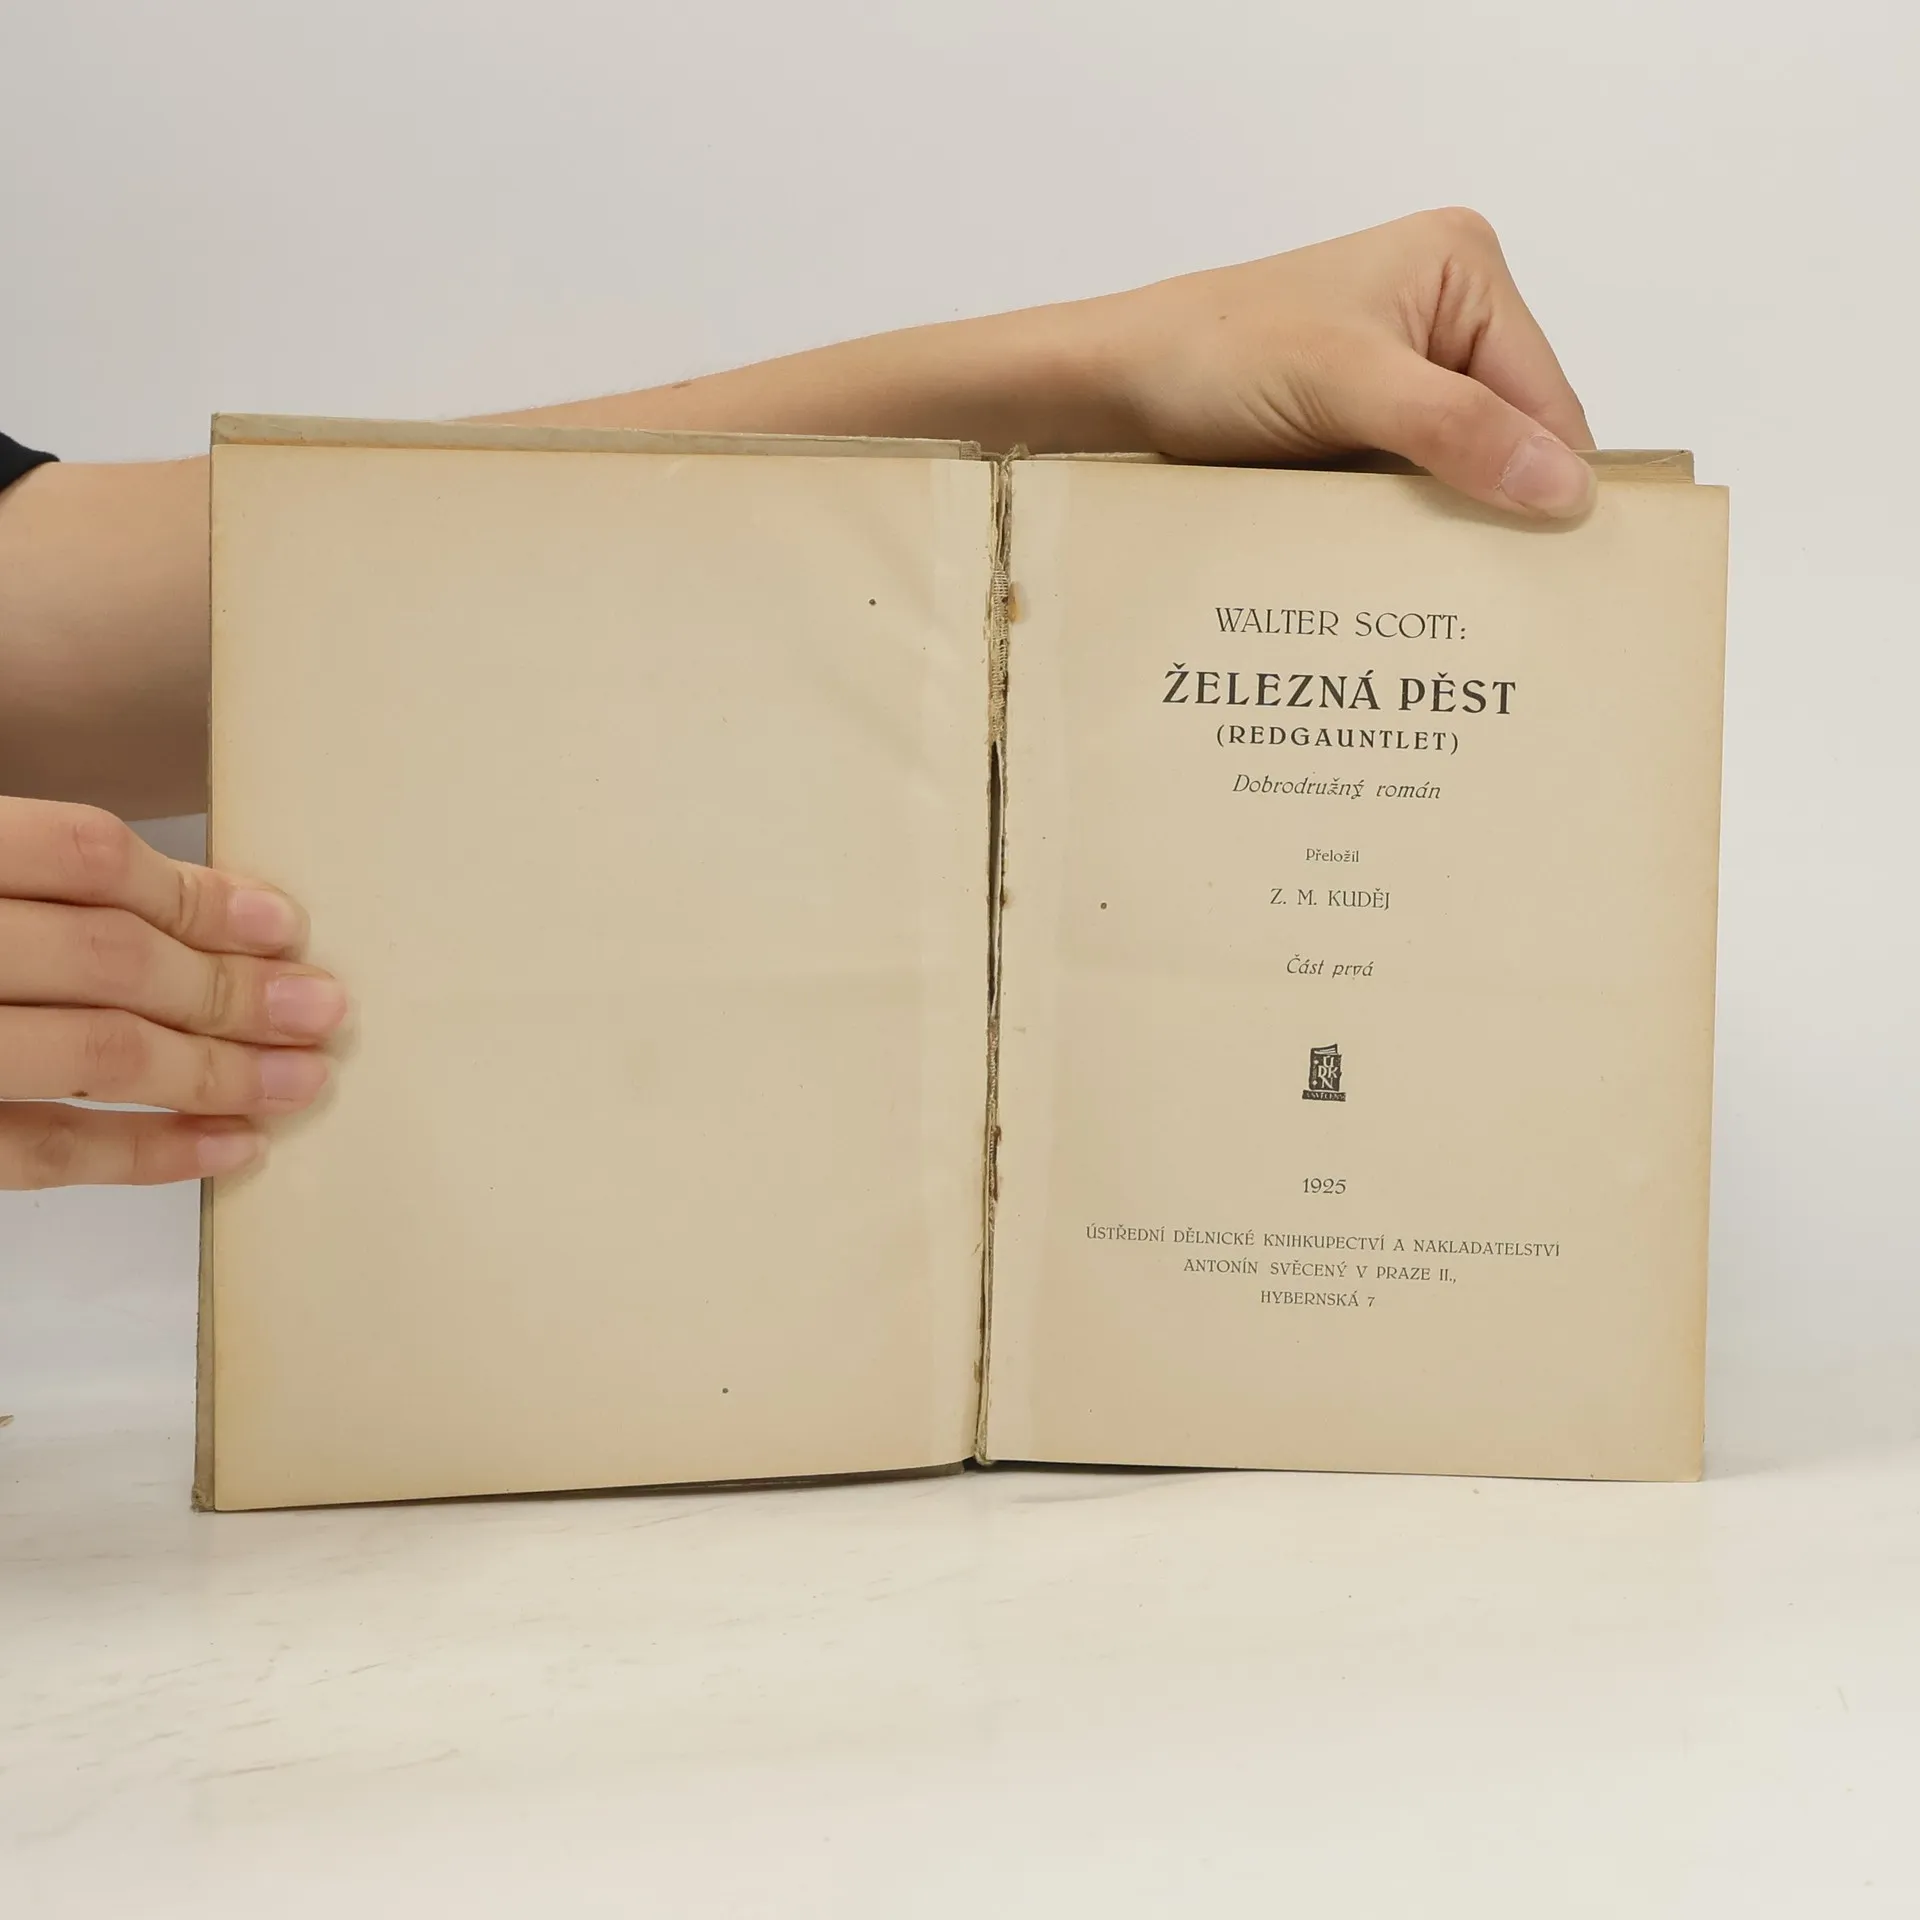 WALTER SCOTT:
ŽELEZNÁ PĚST
(REDGAUNTLET)
Dobrodružný román
Přeložil
Z. M. KUDĚJ
Část prvá
U
DK
N
1925
ÚSTŘEDNÍ DĚLNICKÉ KNIHKUPECTVÍ A NAKLADATELSTVÍ
ANTONÍN SVĚCENÝ V PRAZE II.,
HYBERNSKÁ 7